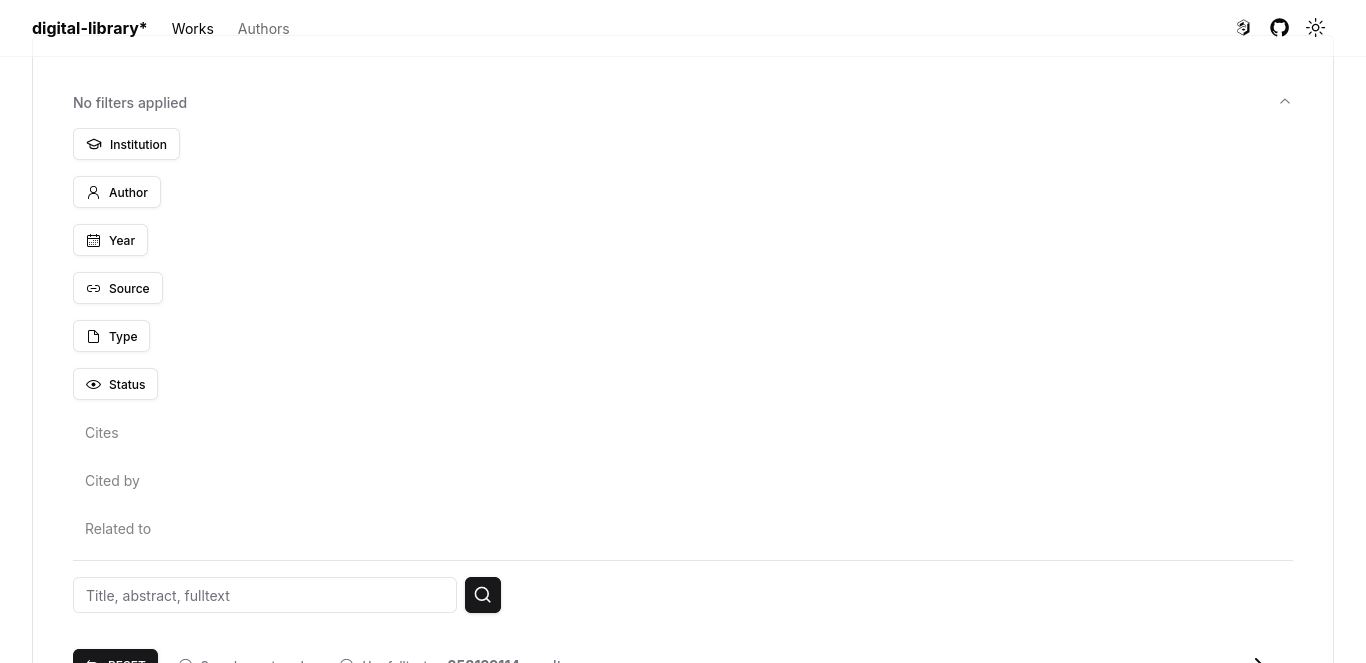 digital-library* Works Authors
No filters applied
Institution
Author
Year
Source
Type
Status
Cites
Cited by
Related to
Title, abstract, fulltext
RESET